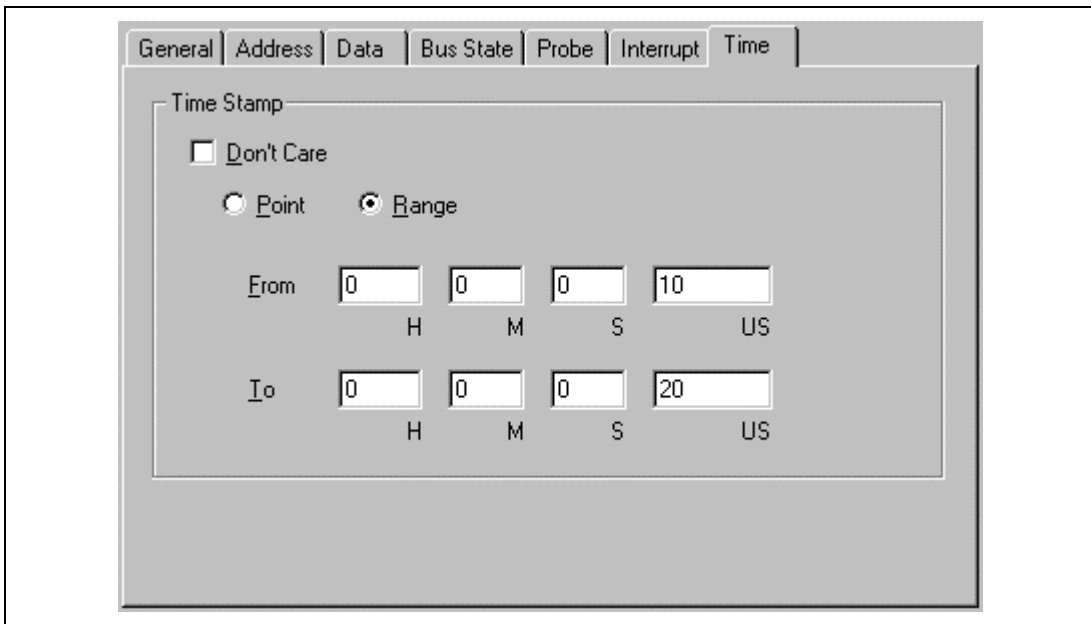 General Address Data Bus State Probe Interrupt Time
Time Stamp
Don't Care
Point Range
From 0 0 0 10
H M S US
To 0 0 0 20
H M S US